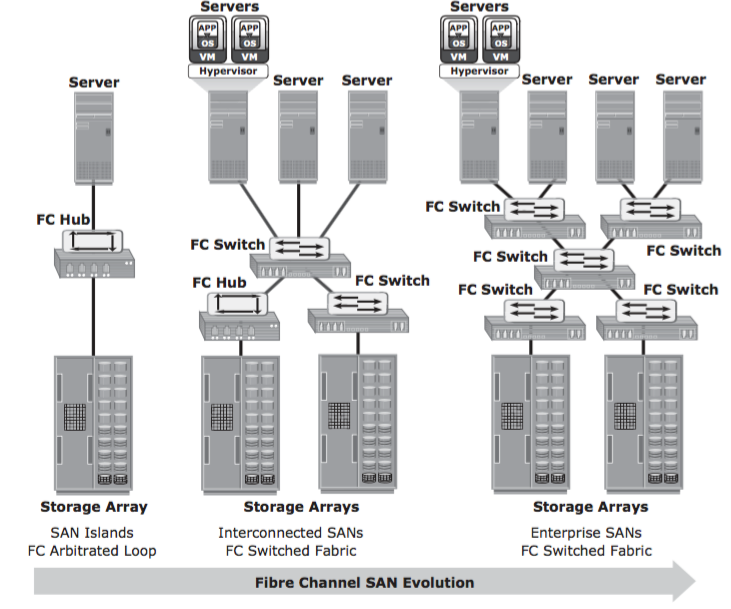 Servers
APP
APP
OS
OS
VM
VM
Hypervisor
Servers
APP
APP
OS
OS
VM
VM
Hypervisor
Server
Server
Server
Server
Server
Server
FC Hub
FC Switch
FC Hub
FC Switch
FC Switch
FC Switch
FC Switch
FC Switch
FC Switch
Storage Array
SAN Islands
FC Arbitrated Loop
Storage Arrays
Interconnected SANs
FC Switched Fabric
Storage Arrays
Enterprise SANs
FC Switched Fabric
Fibre Channel SAN Evolution